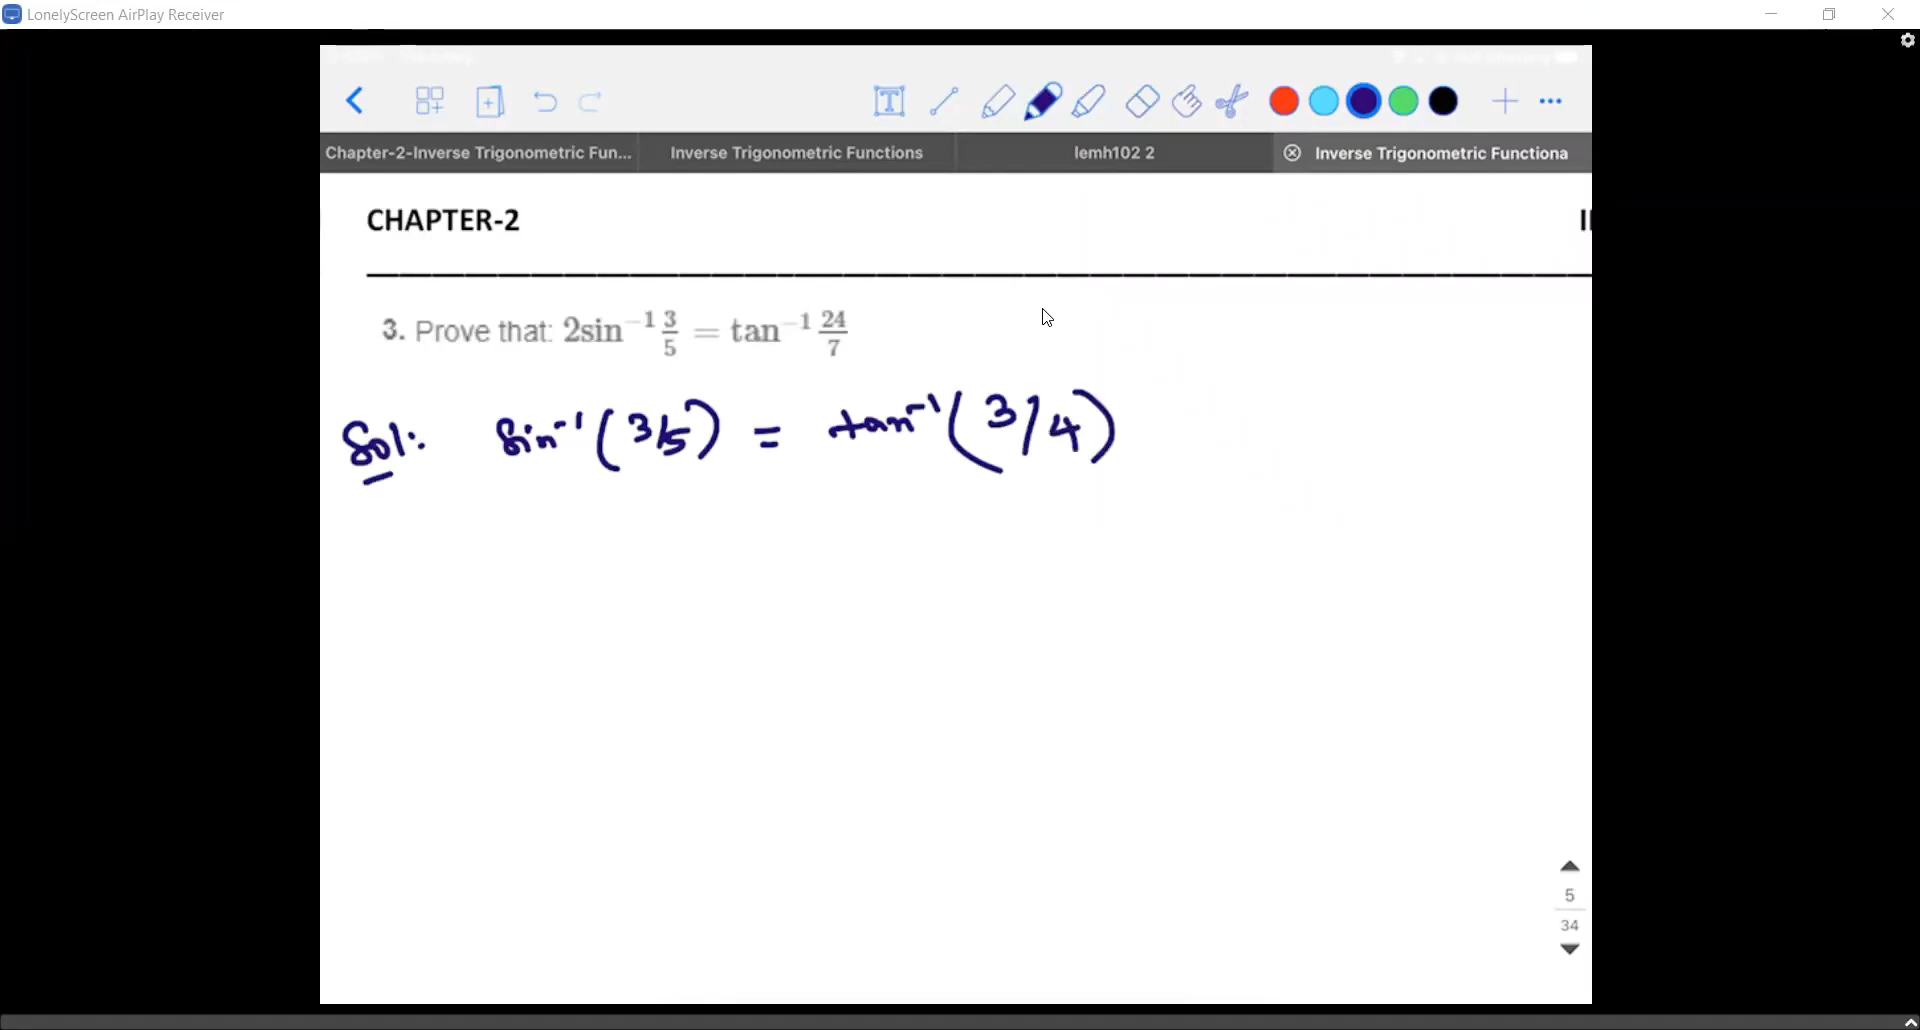 LonelyScreen AirPlay Receiver
Chapter-2-Inverse Trigonometric Fun... Inverse Trigonometric Functions lemh102 2 Inverse Trigonometric Functiona
CHAPTER-2
3. Prove that: 2sin⁻¹ 3/5 = tan⁻¹ 24/7
Sol: Sin⁻¹(3/5) = tan⁻¹(3/4)
5
34